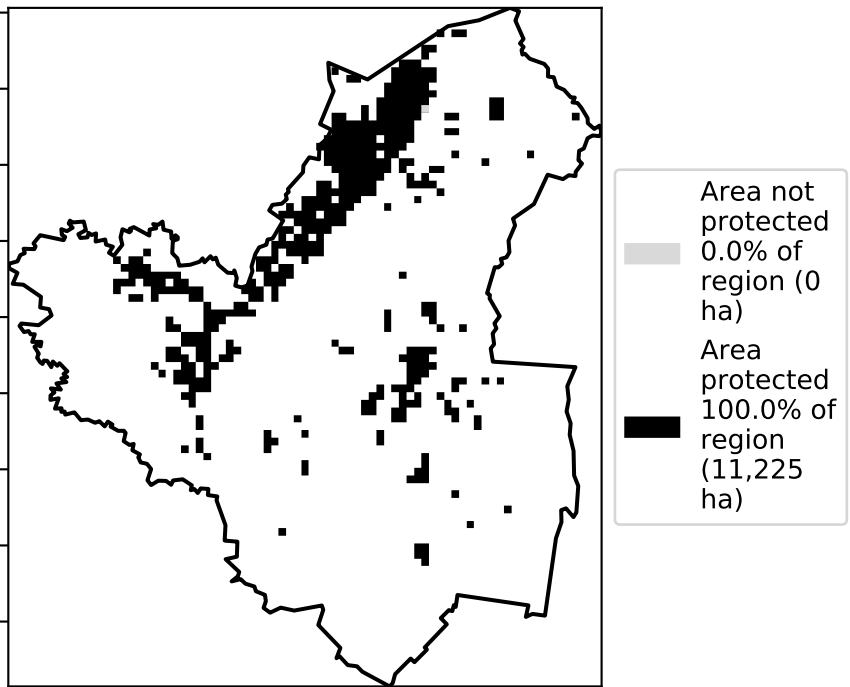 Area not
protected
0.0% of
region (0
ha)
Area
protected
100.0% of
region
(11,225
ha)